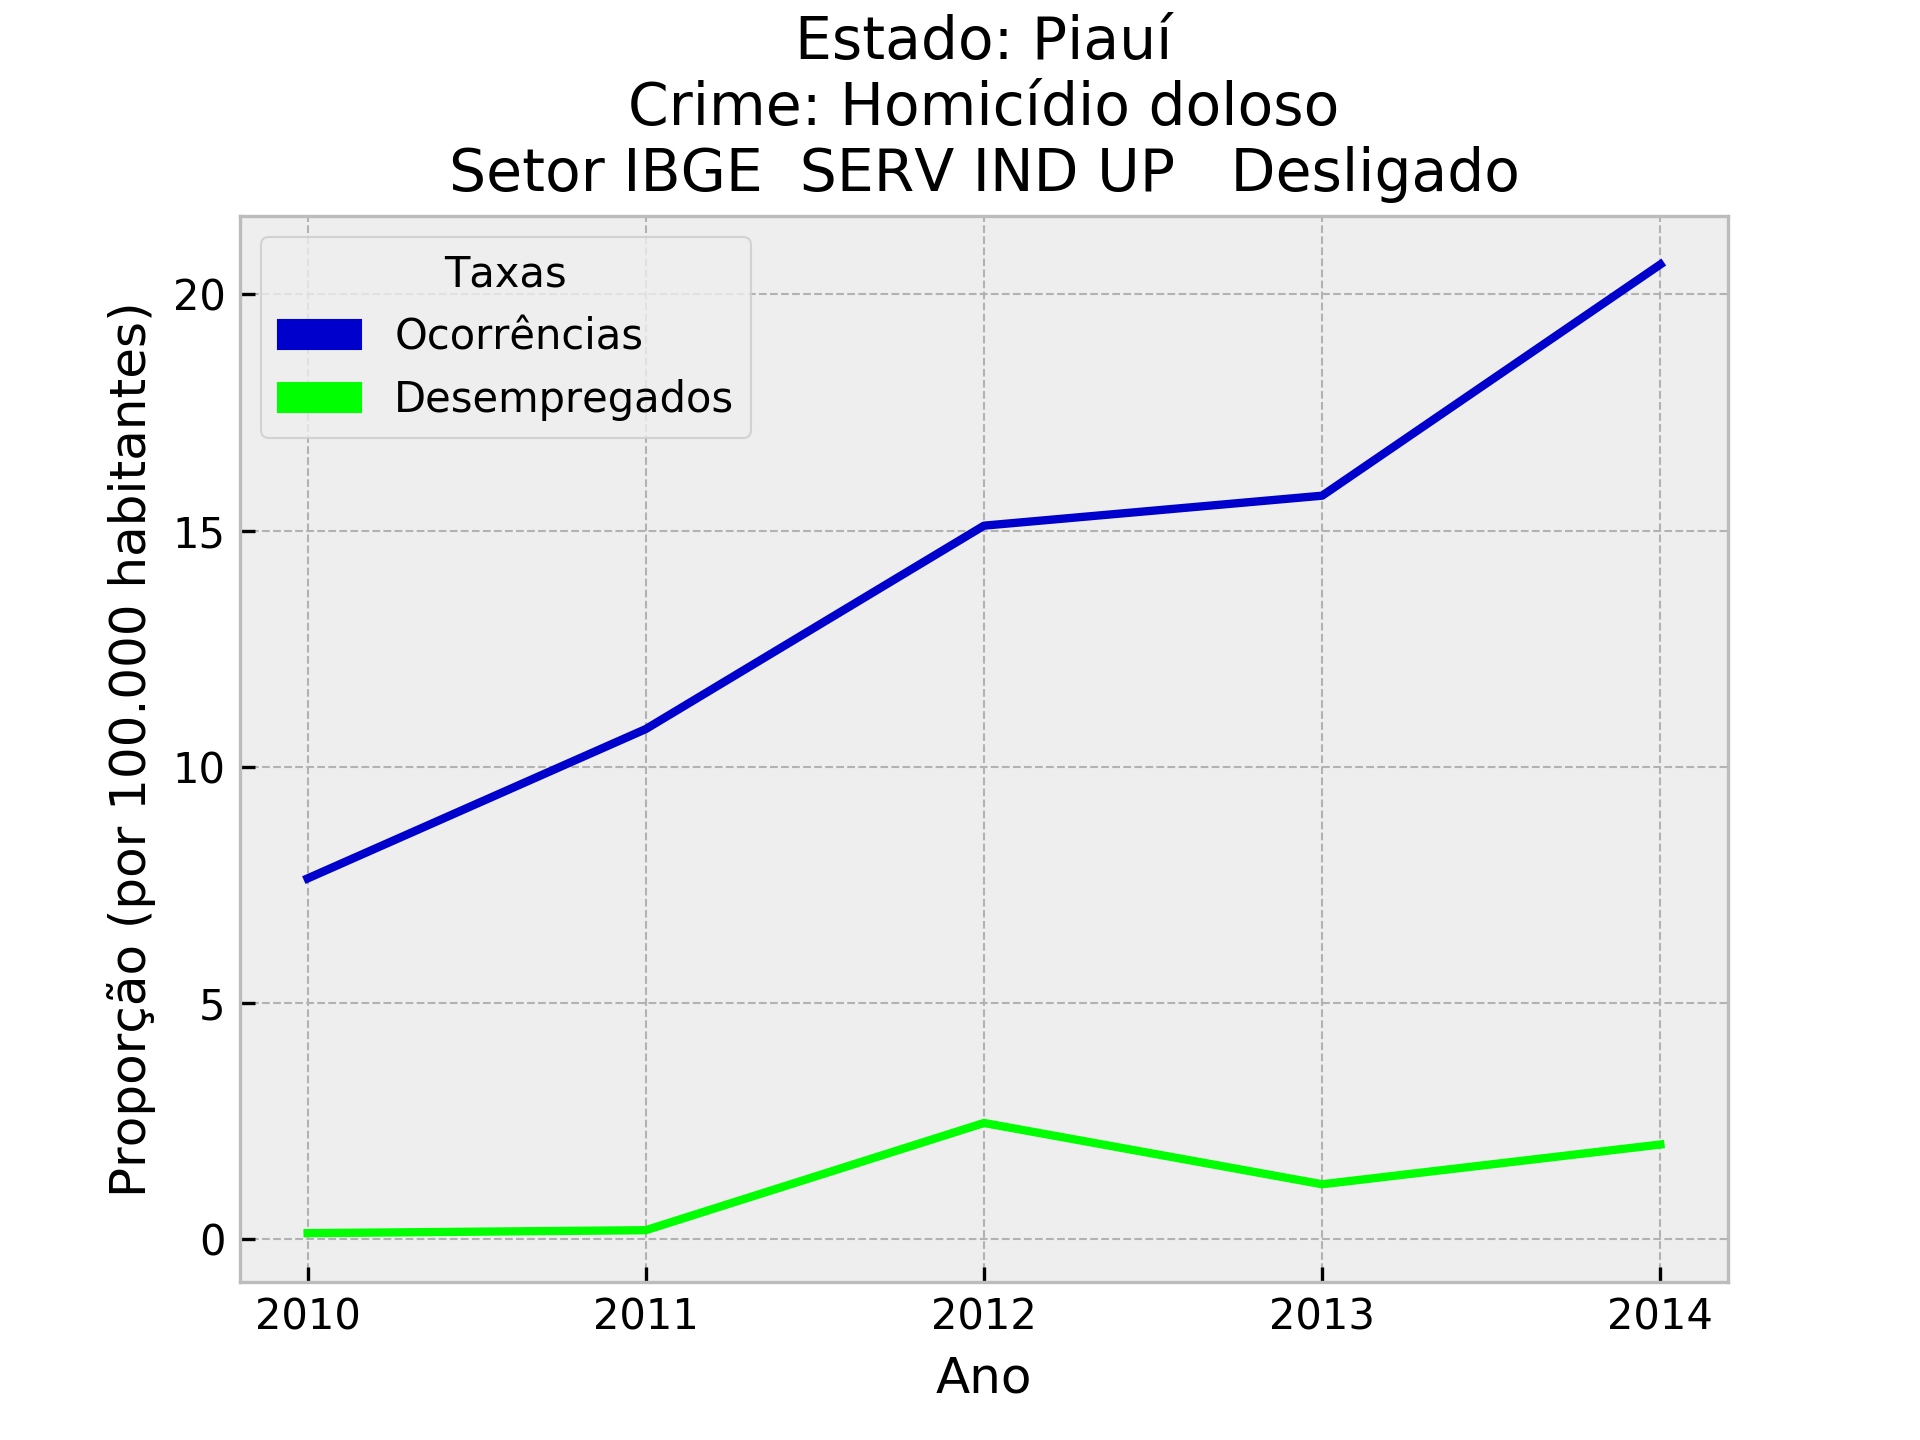 Estado: Piauí
Crime: Homicídio doloso
Setor IBGE  SERV IND UP   Desligado
Taxas
Ocorrências
Desempregados
Proporção (por 100.000 habitantes)
20
15
10
5
0
2010 2011 2012 2013 2014
Ano